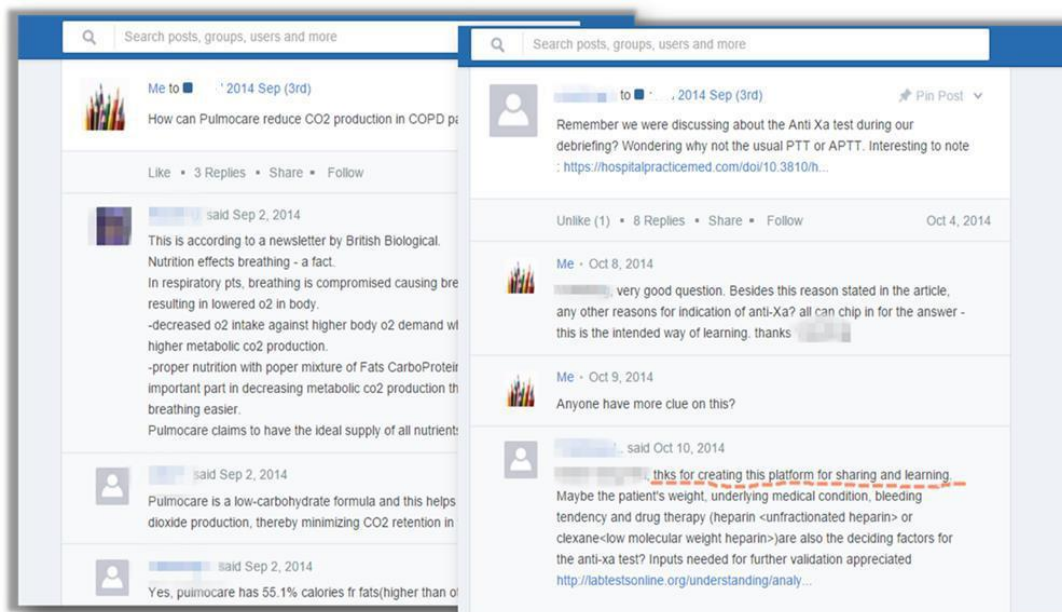 Search posts, groups, users and more
Me to 2014 Sep (3rd)
How can Pulmocare reduce CO2 production in COPD pa
Like • 3 Replies • Share • Follow
said Sep 2, 2014
This is according to a newsletter by British Biological.
Nutrition effects breathing - a fact.
In respiratory pts, breathing is compromised causing bre
resulting in lowered o2 in body.
-decreased o2 intake against higher body o2 demand wh
higher metabolic co2 production.
-proper nutrition with poper mixture of Fats CarboProtein
important part in decreasing metabolic co2 production th
breathing easier.
Pulmocare claims to have the ideal supply of all nutrients
said Sep 2, 2014
Pulmocare is a low-carbohydrate formula and this helps
dioxide production, thereby minimizing CO2 retention in
said Sep 2, 2014
Yes, pulmocare has 55.1% calories fr fats(higher than ot
Search posts, groups, users and more
to 2014 Sep (3rd)
Pin Post
Remember we were discussing about the Anti Xa test during our
debriefing? Wondering why not the usual PTT or APTT. Interesting to note
: https://hospitalpracticemed.com/doi/10.3810/h...
Unlike (1) • 8 Replies • Share • Follow Oct 4, 2014
Me • Oct 8, 2014
, very good question. Besides this reason stated in the article,
any other reasons for indication of anti-Xa? all can chip in for the answer -
this is the intended way of learning. thanks
Me • Oct 9, 2014
Anyone have more clue on this?
said Oct 10, 2014
, thks for creating this platform for sharing and learning.
Maybe the patient's weight, underlying medical condition, bleeding
tendency and drug therapy (heparin <unfractionated heparin> or
clexane<low molecular weight heparin>)are also the deciding factors for
the anti-xa test? Inputs needed for further validation appreciated
http://labtestsonline.org/understanding/analy...